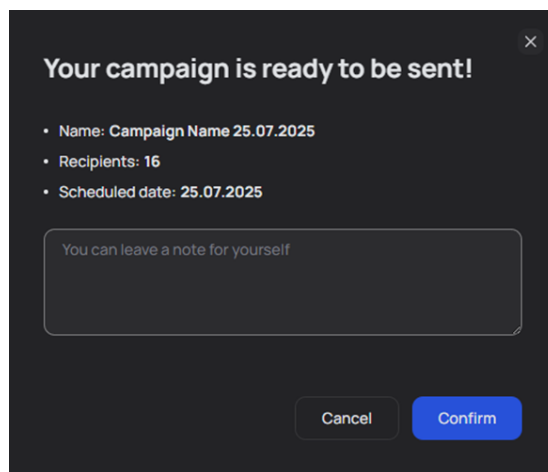 Your campaign is ready to be sent!
• Name: Campaign Name 25.07.2025
• Recipients: 16
• Scheduled date: 25.07.2025
You can leave a note for yourself
Cancel
Confirm